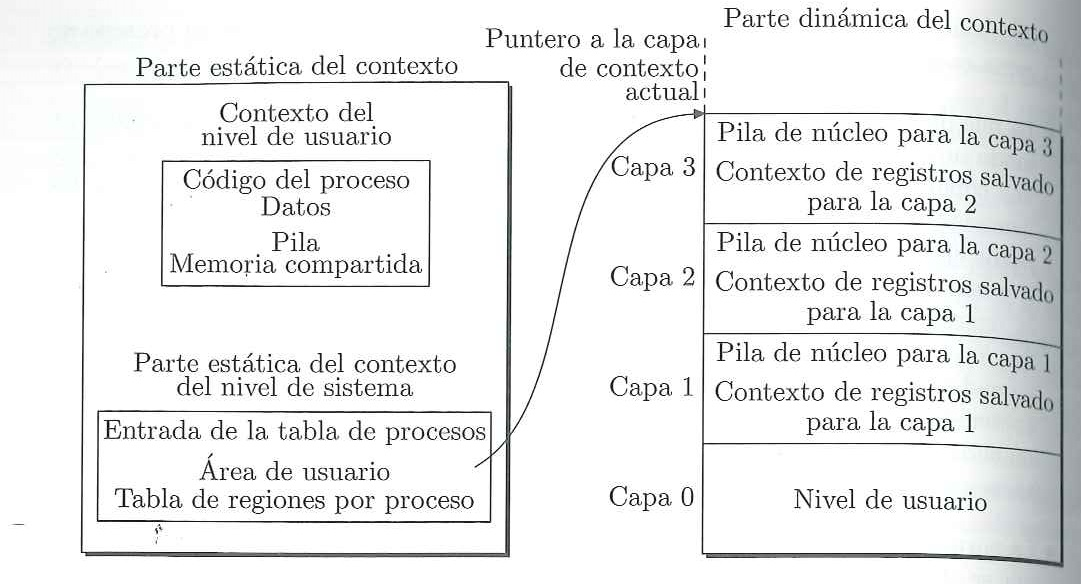 Parte estática del contexto
Contexto del
nivel de usuario
Código del proceso
Datos
Pila
Memoria compartida
Parte estática del contexto
del nivel de sistema
Entrada de la tabla de procesos
Área de usuario
Tabla de regiones por proceso
Puntero a la capa
de contexto
actual
Parte dinámica del contexto
Capa 3
Pila de núcleo para la capa 3
Contexto de registros salvado
para la capa 2
Capa 2
Pila de núcleo para la capa 2
Contexto de registros salvado
para la capa 1
Capa 1
Pila de núcleo para la capa 1
Contexto de registros salvado
para la capa 1
Capa 0
Nivel de usuario